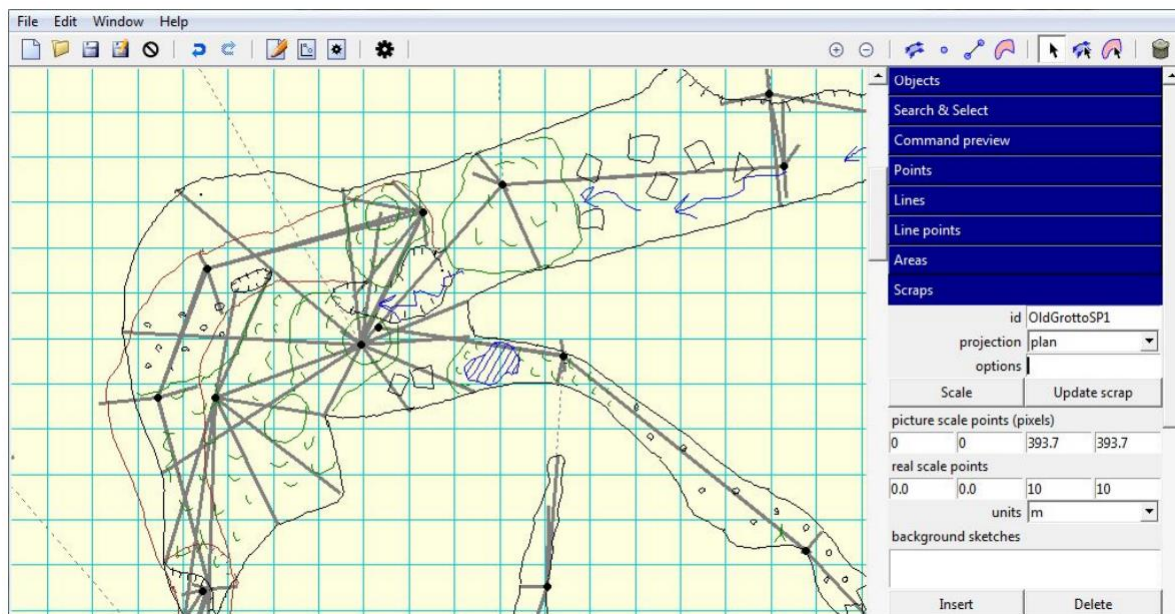 File Edit Window Help
Objects
Search & Select
Command preview
Points
Lines
Line points
Areas
Scraps
id OldGrottoSP1
projection plan
options
Scale Update scrap
picture scale points (pixels)
0 0 393.7 393.7
real scale points
0.0 0.0 10 10
units m
background sketches
Insert Delete